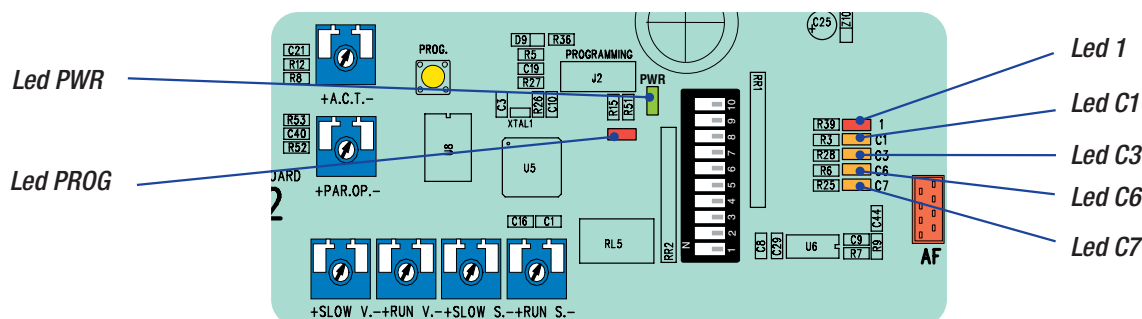 Led PWR
Led PROG
C21
R12
R8
+A.C.T.-
PROG.
D9
R36
R5
C19
R27
PROGRAMMING
J2
PWR
C3
R26
C10
XTAL1
R15
R51
R53
C40
R52
+PAR.OP.-
U8
U5
OARD
2
C16
C1
RL5
RR2
10
9
8
7
6
5
4
3
2
1
N
RR1
C25
Z10
+
R39 1
R3 C1
R28 C3
R6 C6
R25 C7
C8
C29
U6
C9
R7
R9
C44
AF
+SLOW V.-
+RUN V.-
+SLOW S.-
+RUN S.-
Led 1
Led C1
Led C3
Led C6
Led C7